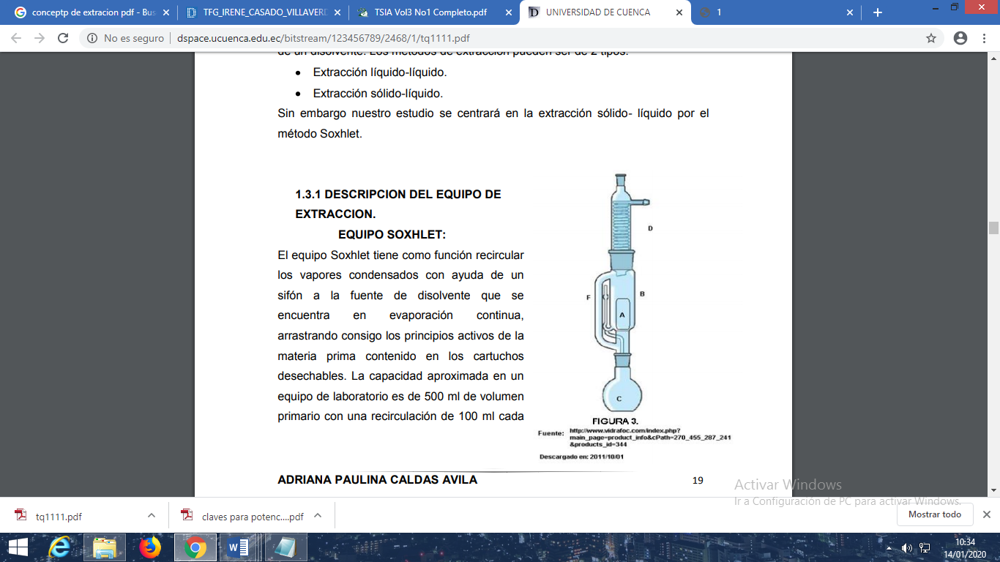 conceptp de extracion pdf - Bus
TFG_IRENE_CASADO_VILLAVERD
TSIA Vol3 No1 Completo.pdf
UNIVERSIDAD DE CUENCA
1
No es seguro
dspace.ucuenca.edu.ec/bitstream/123456789/2468/1/tq1111.pdf
de un disolvente. Los métodos de extracción pueden ser de 2 tipos:
• Extracción líquido-líquido.
• Extracción sólido-líquido.
Sin embargo nuestro estudio se centrará en la extracción sólido- líquido por el
método Soxhlet.
1.3.1 DESCRIPCION DEL EQUIPO DE
EXTRACCION.
EQUIPO SOXHLET:
El equipo Soxhlet tiene como función recircular
los vapores condensados con ayuda de un
sifón a la fuente de disolvente que se
encuentra en evaporación continua,
arrastrando consigo los principios activos de la
materia prima contenido en los cartuchos
desechables. La capacidad aproximada en un
equipo de laboratorio es de 500 ml de volumen
primario con una recirculación de 100 ml cada
D
F
B
A
C
FIGURA 3.
Fuente: http://www.vidrafoc.com/index.php?
main_page=product_info&cPath=270_455_287_241
&products_id=344
Descargado en: 2011/10/01
ADRIANA PAULINA CALDAS AVILA
19
Activar Windows
Ir a Configuración de PC para activar Windows.
tq1111.pdf
claves para potenc....pdf
Mostrar todo
10:34
14/01/2020